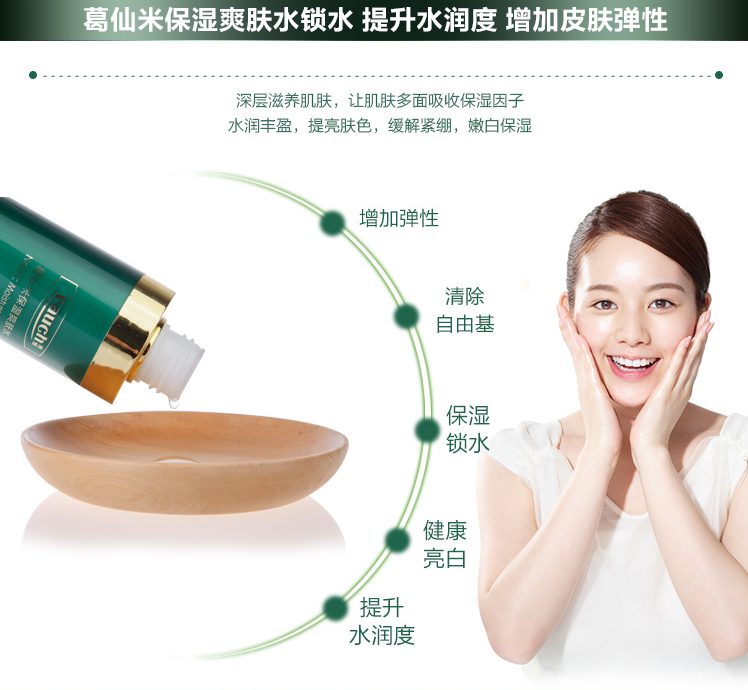 葛仙米保湿爽肤水锁水 提升水润度 增加皮肤弹性
深层滋养肌肤，让肌肤多面吸收保湿因子
水润丰盈，提亮肤色，缓解紧绷，嫩白保湿
增加弹性
清除
自由基
保湿
锁水
健康
亮白
提升
水润度